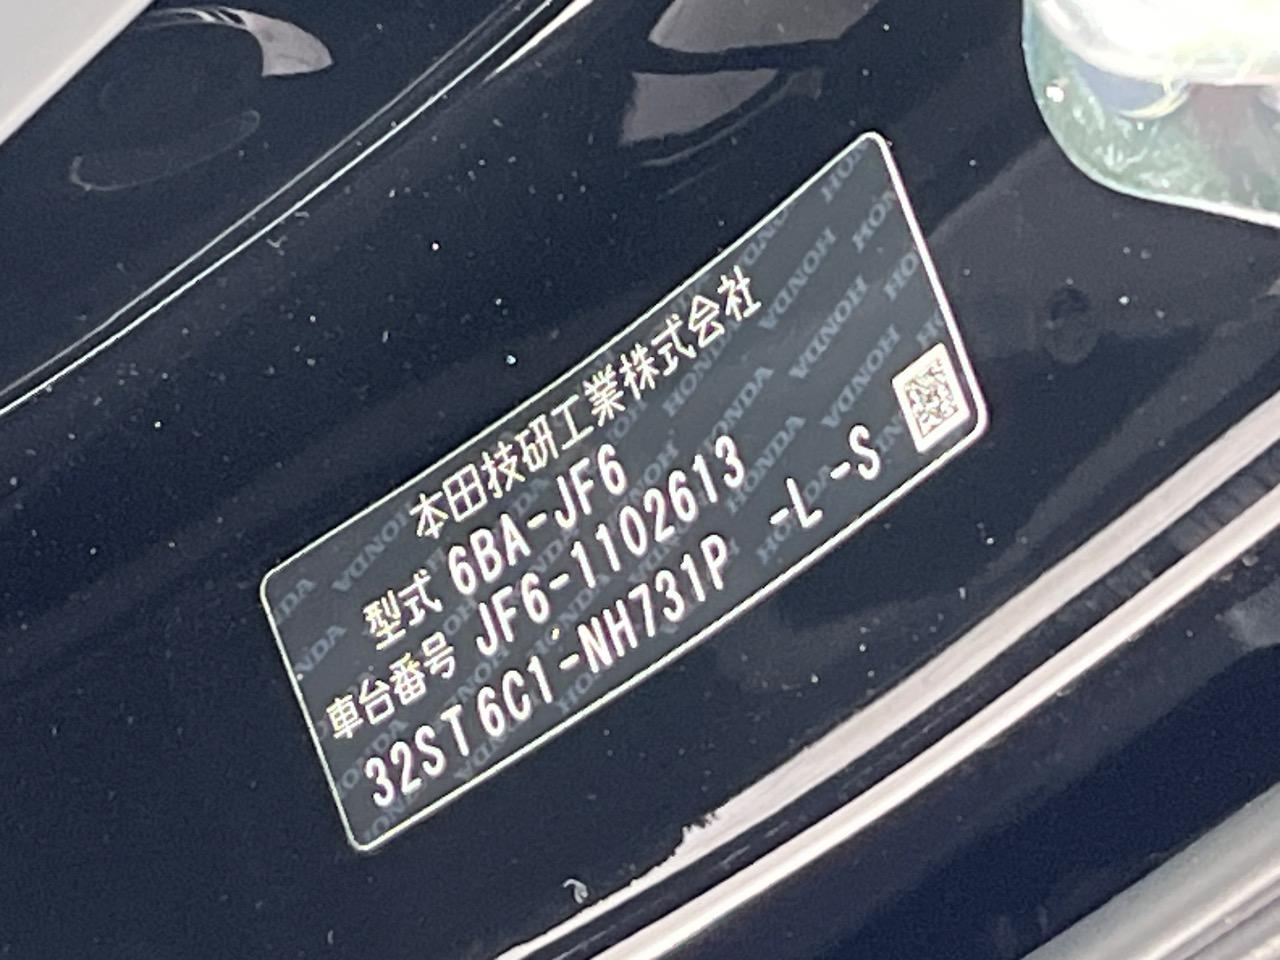 本田技研工業株式会社
型式 6BA-JF6
車台番号 JF6-1102613
32ST6C1-NH731P -L -S